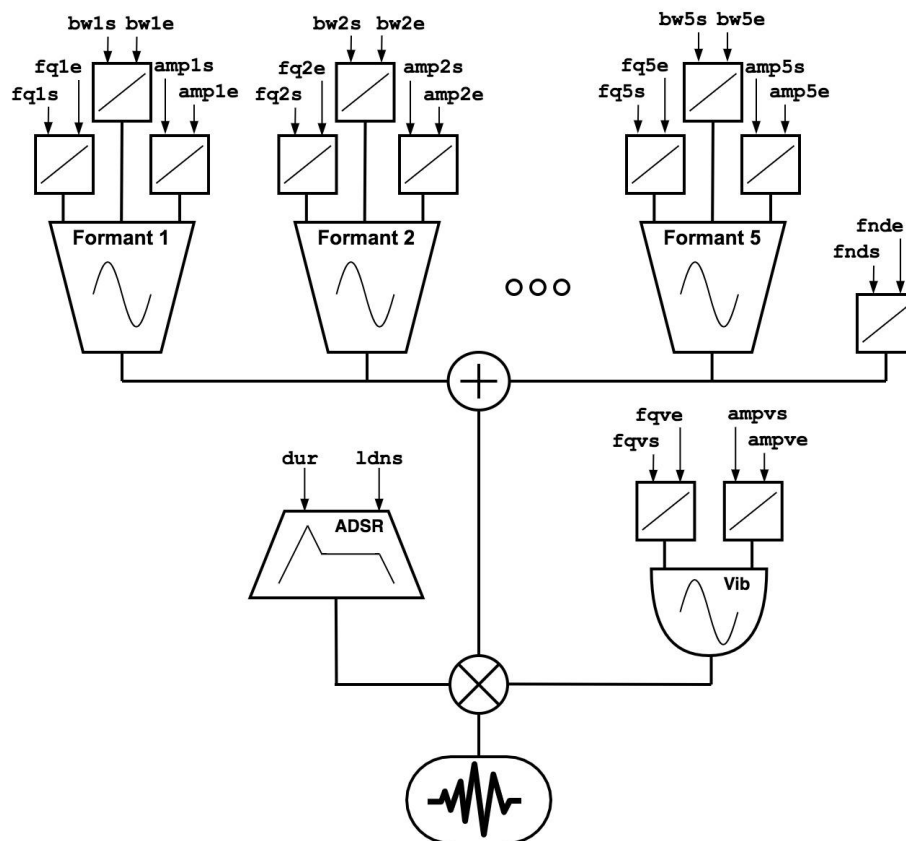 bw1s bw1e
bw2s bw2e
bw5s bw5e
fq1e amp1s
fq2e amp2s
fq5e amp5s
fq1s amp1e
fq2s amp2e
fq5s amp5e
Formant 1
Formant 2
Formant 5
fnde
fnds
fqve ampvs
fqvs ampve
dur ldns
ADSR
Vib